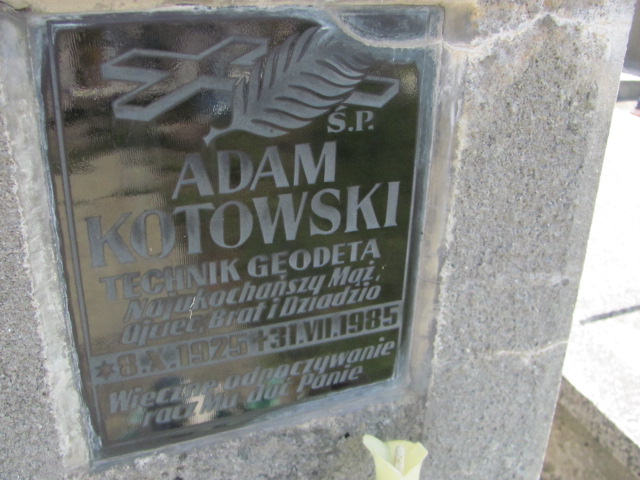 Ś.P.
ADAM
KOTOWSKI
TECHNIK GEODETA
Najukochańszy Mąż,
Ojciec, Brat i Dziadzio
*8.X.1925+31.VII.1985
Wieczne odpoczywanie
racz Mu dać Panie